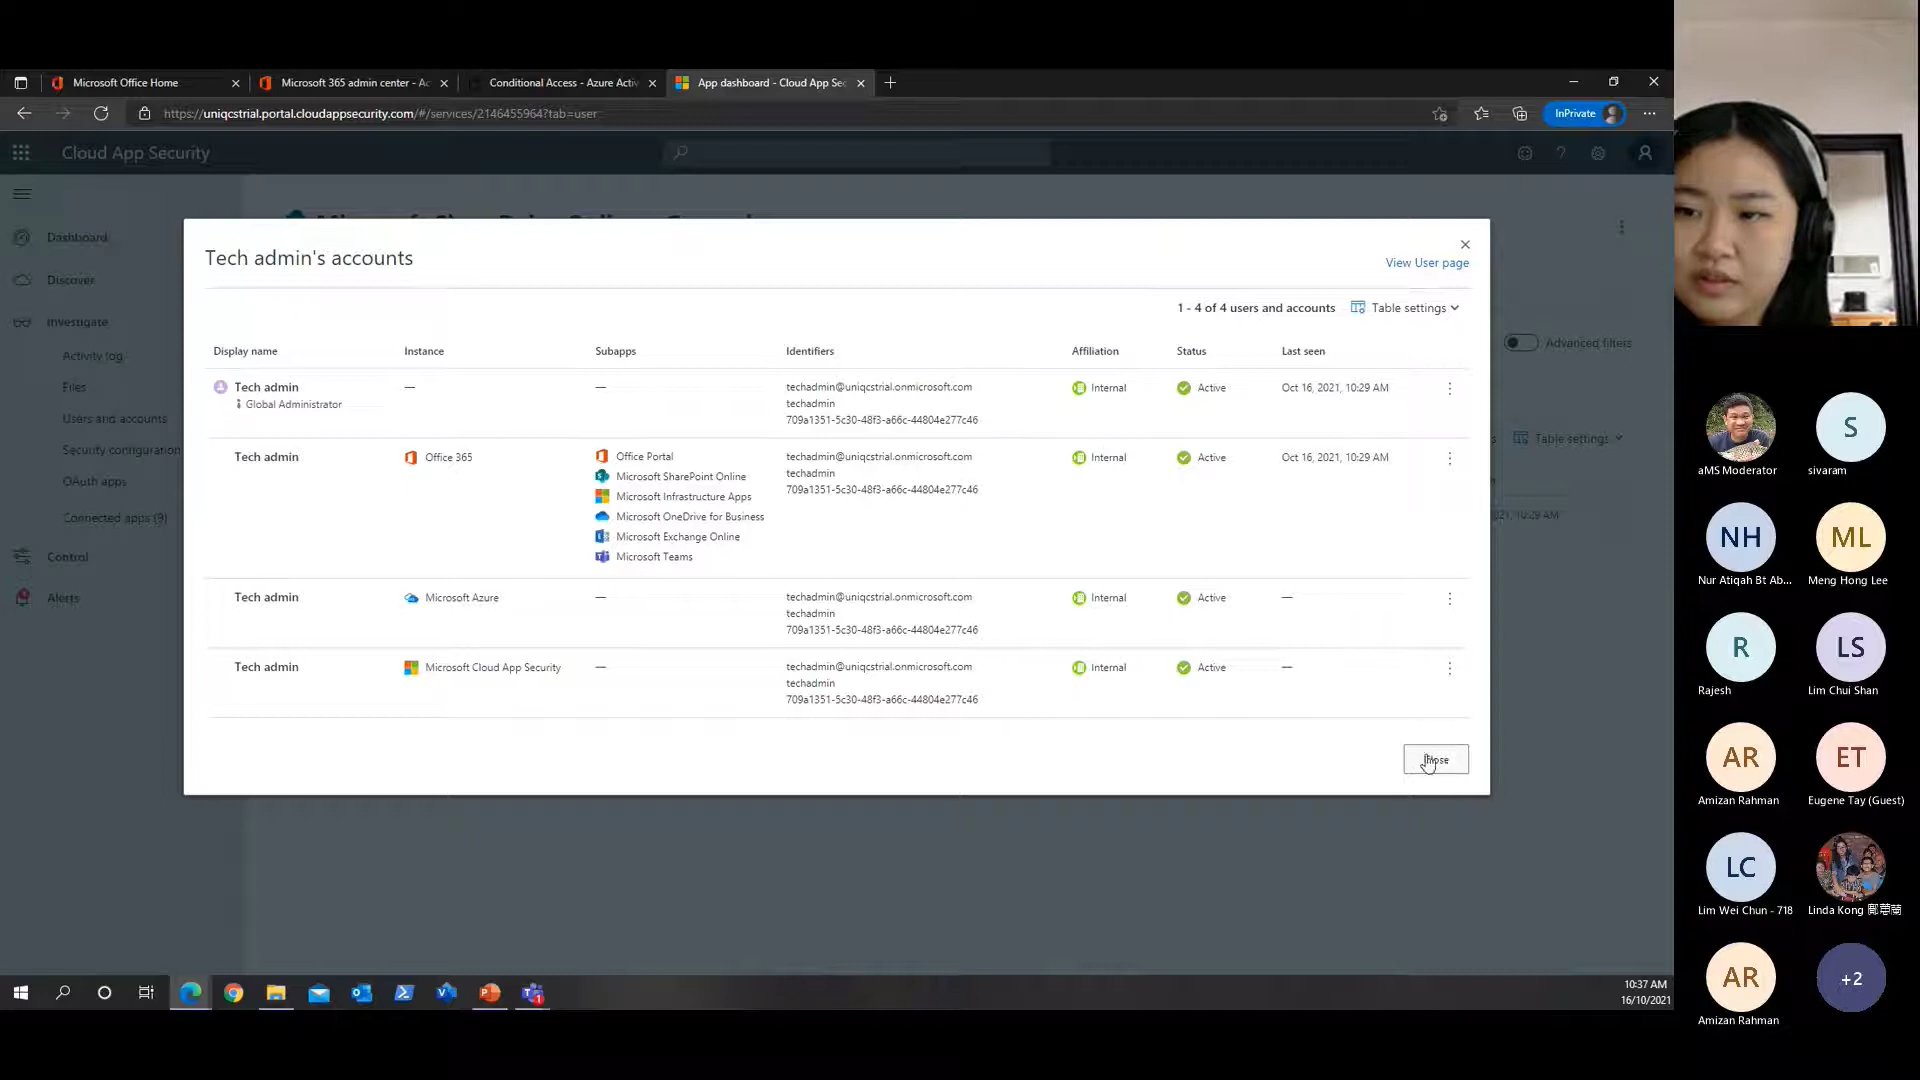 Microsoft Office Home
Microsoft 365 admin center - Ac
Conditional Access - Azure Activ
App dashboard - Cloud App Sec
https://uniqcstrial.portal.cloudappsecurity.com/#/services/2146455964?tab=user
InPrivate
Cloud App Security
Dashboard
Discover
Investigate
Activity log
Files
Users and accounts
Security configuration
OAuth apps
Connected apps (9)
Control
Alerts
Advanced filters
Table settings
Tech admin's accounts
View User page
1 - 4 of 4 users and accounts
Table settings
Display name Instance Subapps Identifiers Affiliation Status Last seen
Tech admin — — techadmin@uniqcstrial.onmicrosoft.com Internal Active Oct 16, 2021, 10:29 AM
Global Administrator techadmin
709a1351-5c30-48f3-a66c-44804e277c46
Tech admin Office 365 Office Portal techadmin@uniqcstrial.onmicrosoft.com Internal Active Oct 16, 2021, 10:29 AM
Microsoft SharePoint Online techadmin
Microsoft Infrastructure Apps 709a1351-5c30-48f3-a66c-44804e277c46
Microsoft OneDrive for Business
Microsoft Exchange Online
Microsoft Teams
Tech admin Microsoft Azure — techadmin@uniqcstrial.onmicrosoft.com Internal Active —
techadmin
709a1351-5c30-48f3-a66c-44804e277c46
Tech admin Microsoft Cloud App Security — techadmin@uniqcstrial.onmicrosoft.com Internal Active —
techadmin
709a1351-5c30-48f3-a66c-44804e277c46
Close
10:37 AM
16/10/2021
S
aMS Moderator sivaram
NH ML
Nur Atiqah Bt Ab... Meng Hong Lee
R LS
Rajesh Lim Chui Shan
AR ET
Amizan Rahman Eugene Tay (Guest)
LC
Lim Wei Chun - 718 Linda Kong
AR +2
Amizan Rahman